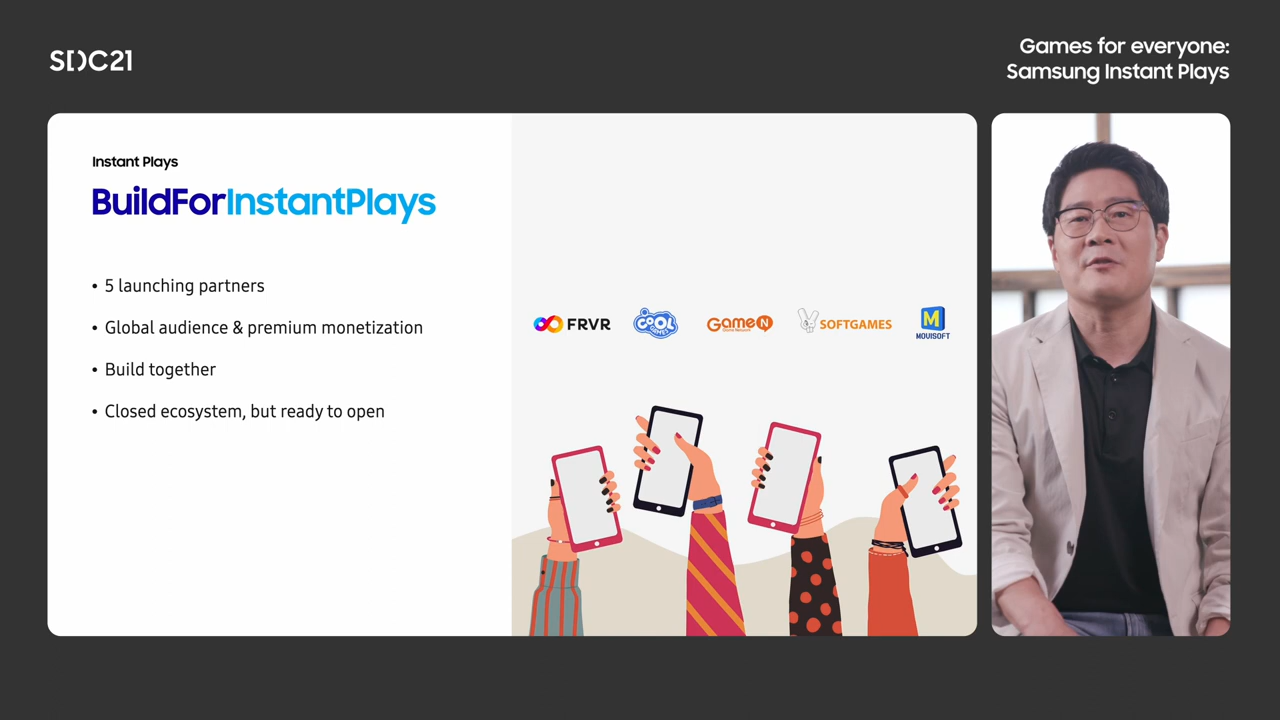 SDC21
Games for everyone:
Samsung Instant Plays
Instant Plays
BuildForInstantPlays
• 5 launching partners
• Global audience & premium monetization
• Build together
• Closed ecosystem, but ready to open
FRVR
COOL GAMES
GameN
SOFTGAMES
M
MOVISOFT